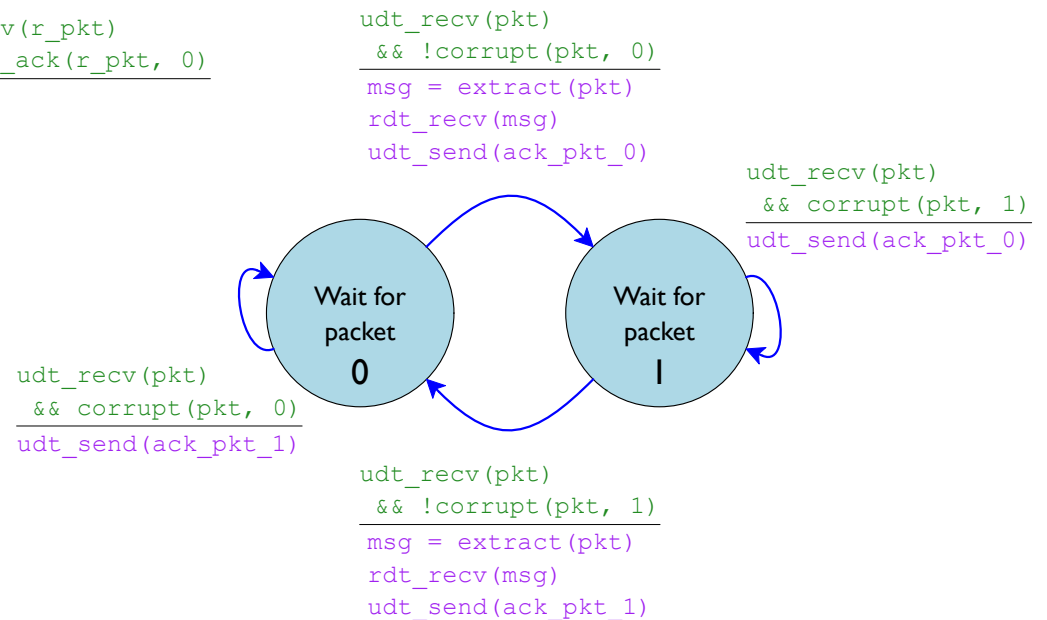 v(r_pkt)
_ack(r_pkt, 0)
udt_recv(pkt)
&& !corrupt(pkt, 0)
msg = extract(pkt)
rdt_recv(msg)
udt_send(ack_pkt_0)
udt_recv(pkt)
&& corrupt(pkt, 1)
udt_send(ack_pkt_0)
Wait for
packet
0
Wait for
packet
1
udt_recv(pkt)
&& corrupt(pkt, 0)
udt_send(ack_pkt_1)
udt_recv(pkt)
&& !corrupt(pkt, 1)
msg = extract(pkt)
rdt_recv(msg)
udt_send(ack_pkt_1)